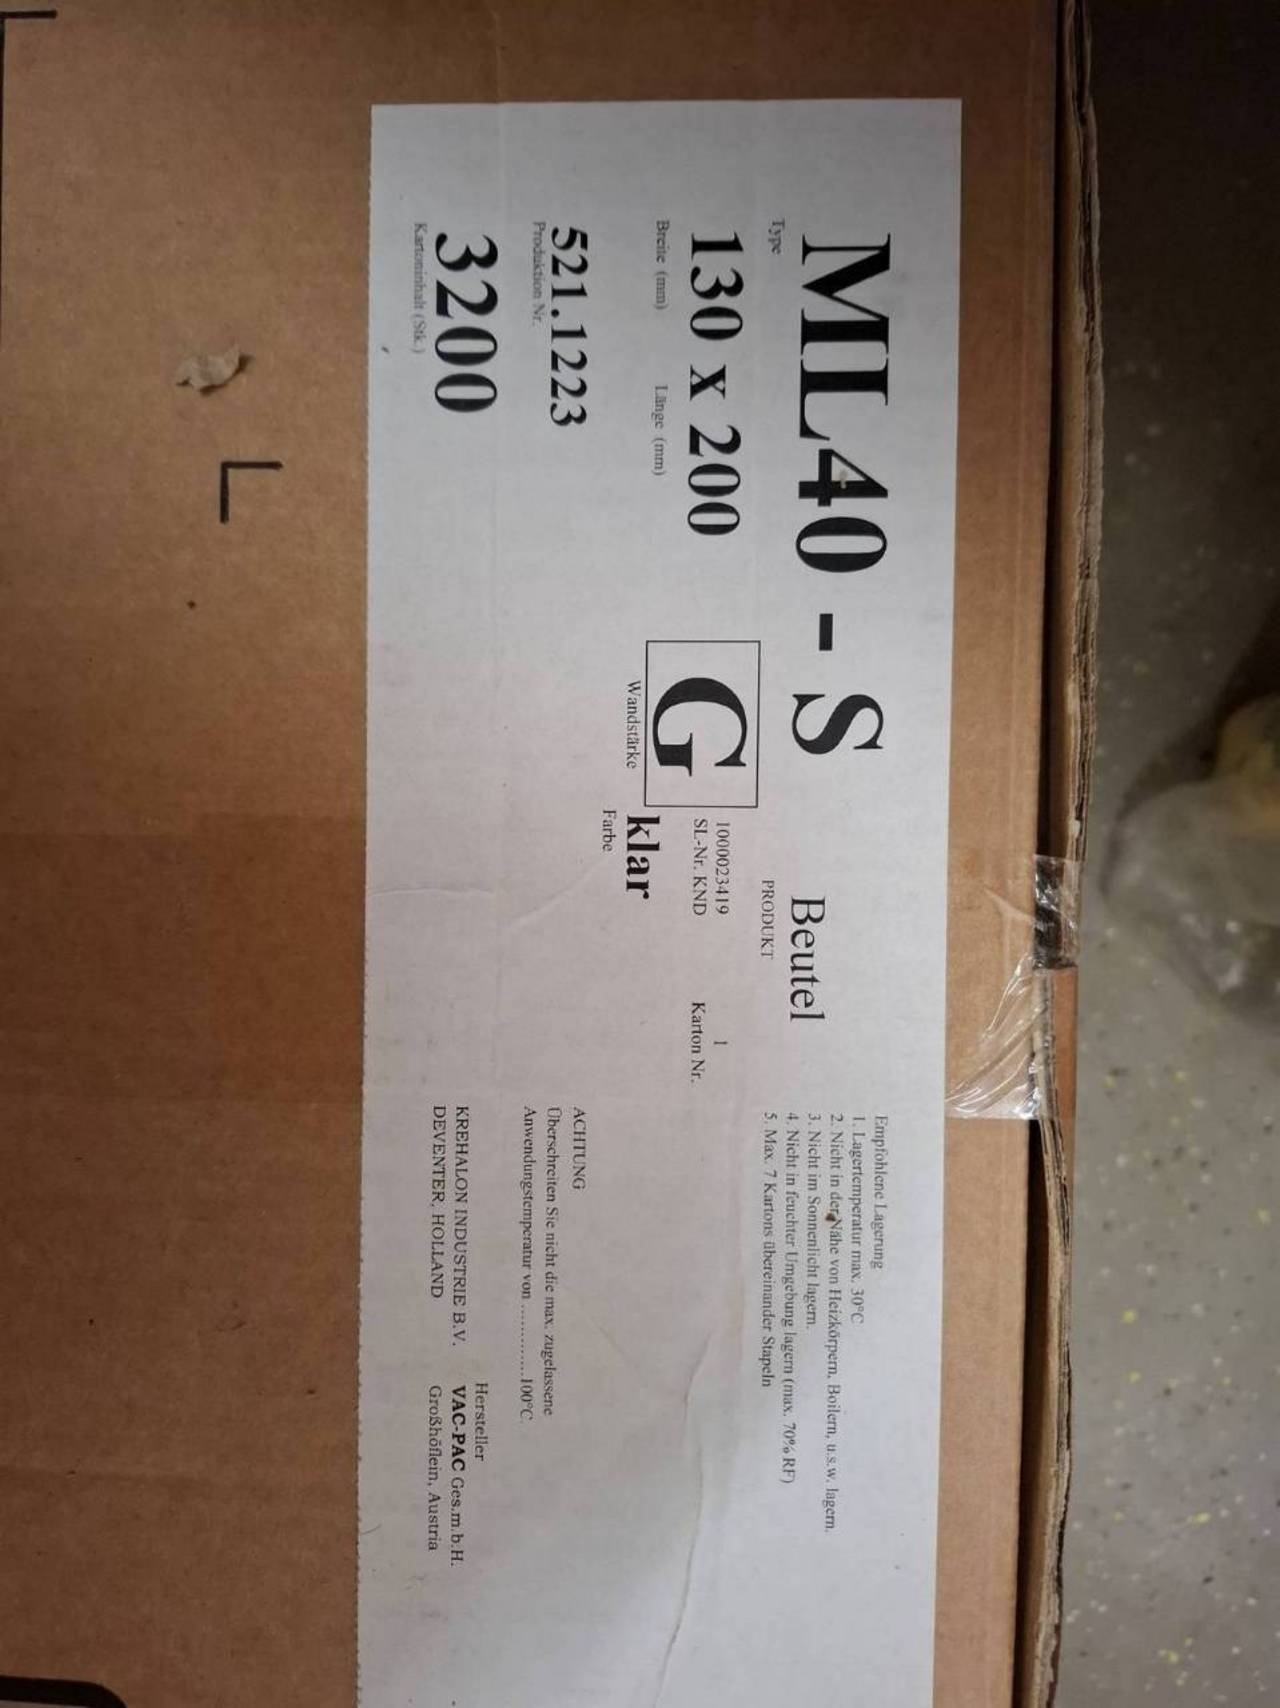 ML40 - S
Type
Beutel
PRODUKT
130 x 200
Breite (mm) Länge (mm)
G
Wandstärke
1000023419
SL-Nr. KND
1
Karton Nr.
klar
Farbe
521.1223
Produktion Nr.
3200
Kartoninhalt (Stk.)
Empfohlene Lagerung
1. Lagertemperatur max. 30°C
2. Nicht in der Nähe von Heizkörpern, Boilern, u.s.w. lagern.
3. Nicht im Sonnenlicht lagern.
4. Nicht in feuchter Umgebung lagern (max. 70% RF)
5. Max. 7 Kartons übereinander Stapeln
ACHTUNG
Überschreiten Sie nicht die max. zugelassene
Anwendungstemperatur von ............100°C.
KREHALON INDUSTRIE B.V.
DEVENTER, HOLLAND
Hersteller
VAC-PAC Ges.m.b.H.
Großhöflein, Austria